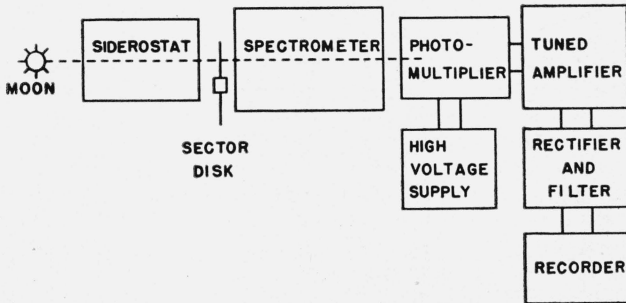 MOON
SIDEROSTAT
SECTOR
DISK
SPECTROMETER
PHOTO-
MULTIPLIER
TUNED
AMPLIFIER
HIGH
VOLTAGE
SUPPLY
RECTIFIER
AND
FILTER
RECORDER